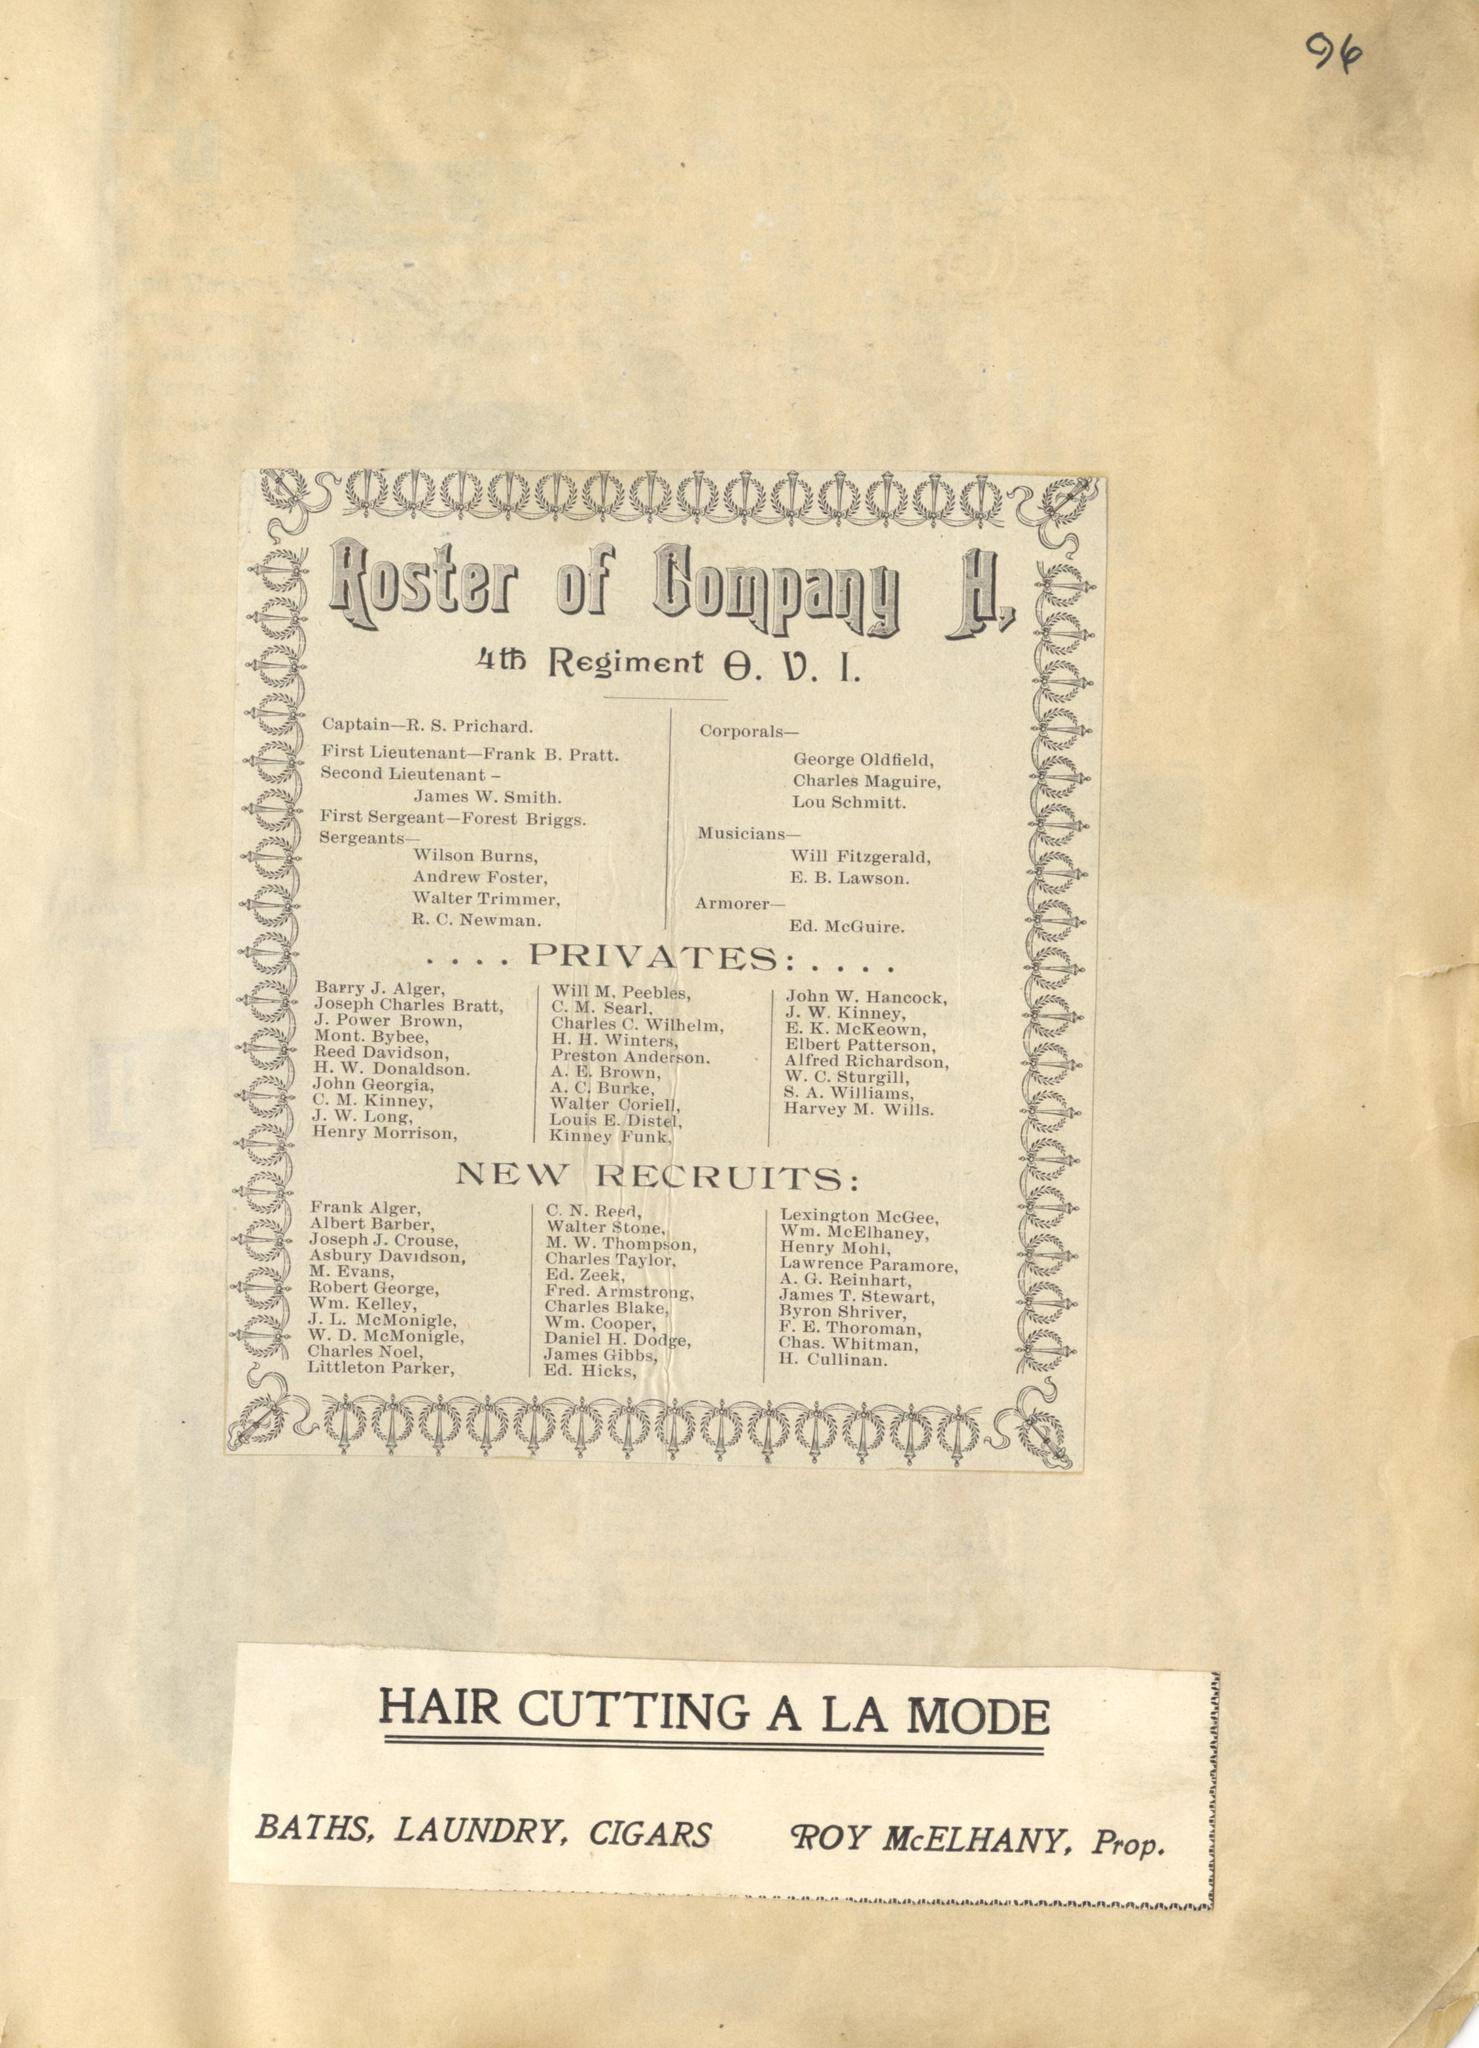 96
Roster of Company H,
4th Regiment O. V. I.
Captain—R. S. Prichard.
First Lieutenant—Frank B. Pratt.
Second Lieutenant –
James W. Smith.
First Sergeant—Forest Briggs.
Sergeants—
Wilson Burns,
Andrew Foster,
Walter Trimmer,
R. C. Newman.
Corporals—
George Oldfield,
Charles Maguire,
Lou Schmitt.
Musicians—
Will Fitzgerald,
E. B. Lawson.
Armorer—
Ed. McGuire.
. . . . PRIVATES: . . . .
Barry J. Alger,
Joseph Charles Bratt,
J. Power Brown,
Mont. Bybee,
Reed Davidson,
H. W. Donaldson.
John Georgia,
C. M. Kinney,
J. W. Long,
Henry Morrison,
Will M. Peebles,
C. M. Searl,
Charles C. Wilhelm,
H. H. Winters,
Preston Anderson.
A. E. Brown,
A. C. Burke,
Walter Coriell,
Louis E. Distel,
Kinney Funk,
John W. Hancock,
J. W. Kinney,
E. K. McKeown,
Elbert Patterson,
Alfred Richardson,
W. C. Sturgill,
S. A. Williams,
Harvey M. Wills.
NEW RECRUITS:
Frank Alger,
Albert Barber,
Joseph J. Crouse,
Asbury Davidson,
M. Evans,
Robert George,
Wm. Kelley,
J. L. McMonigle,
W. D. McMonigle,
Charles Noel,
Littleton Parker,
C. N. Reed,
Walter Stone,
M. W. Thompson,
Charles Taylor,
Ed. Zeek,
Fred. Armstrong,
Charles Blake,
Wm. Cooper,
Daniel H. Dodge,
James Gibbs,
Ed. Hicks,
Lexington McGee,
Wm. McElhaney,
Henry Mohl,
Lawrence Paramore,
A. G. Reinhart,
James T. Stewart,
Byron Shriver,
F. E. Thoroman,
Chas. Whitman,
H. Cullinan.
HAIR CUTTING A LA MODE
BATHS, LAUNDRY, CIGARS ROY McELHANY, Prop.